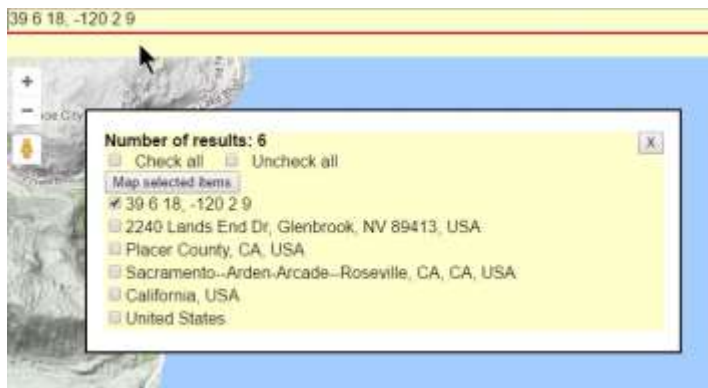 39 6 18, -120 2 9
+
−
Number of results: 6
X
Check all Uncheck all
Map selected items
39 6 18, -120 2 9
2240 Lands End Dr, Glenbrook, NV 89413, USA
Placer County, CA, USA
Sacramento--Arden-Arcade--Roseville, CA, CA, USA
California, USA
United States